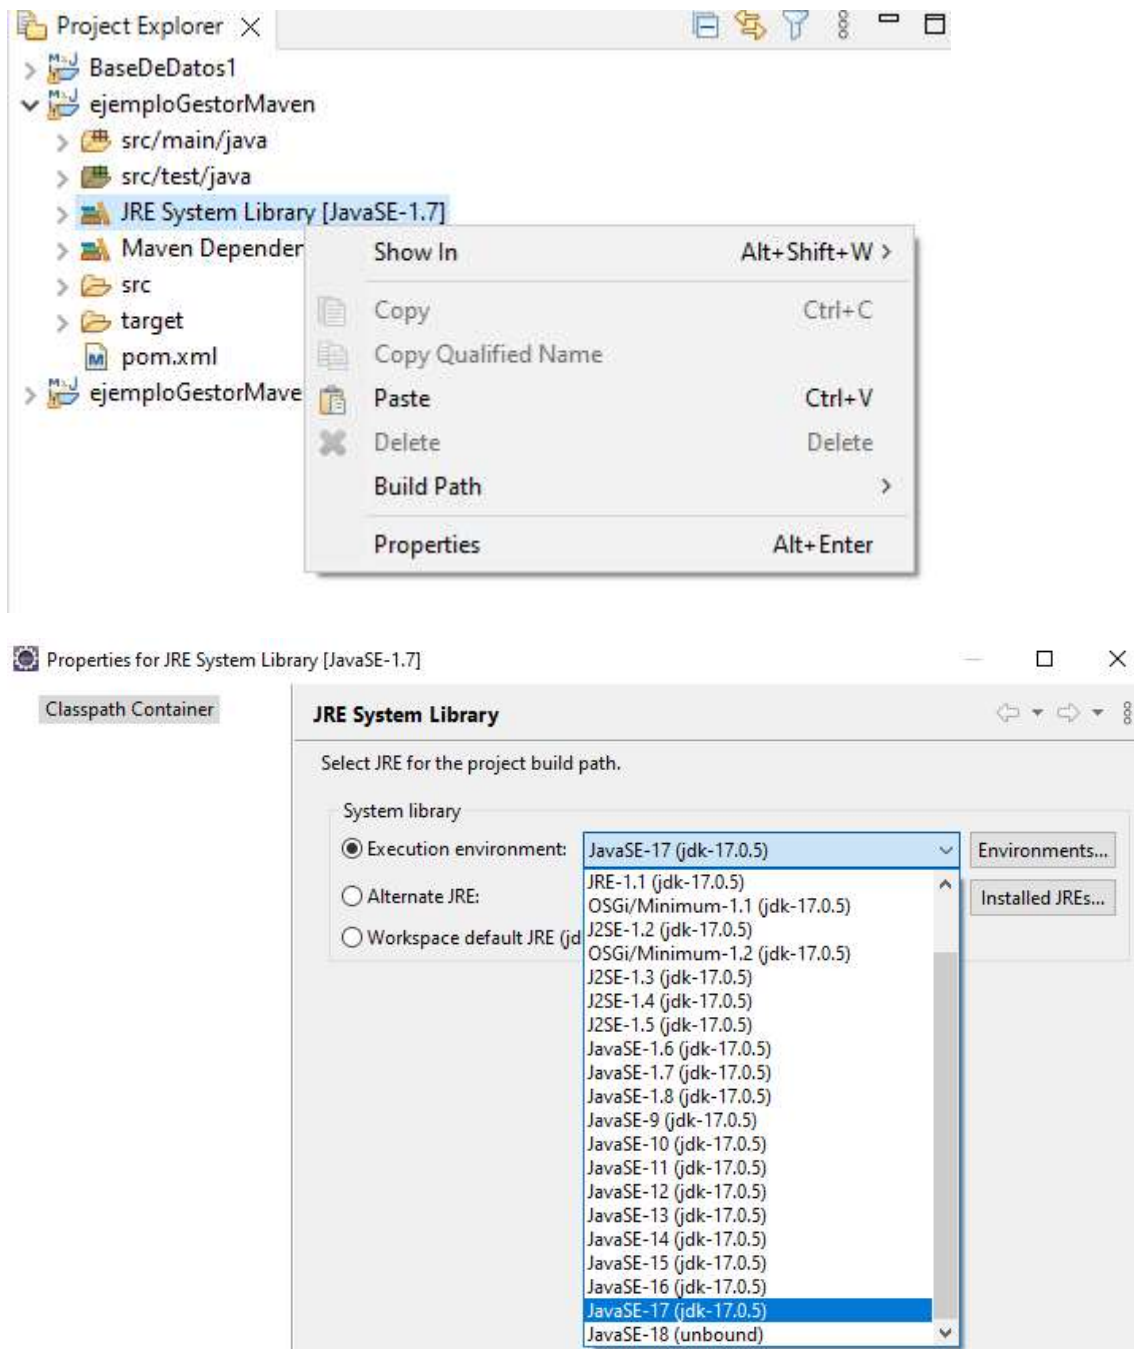 Project Explorer
BaseDeDatos1
ejemploGestorMaven
src/main/java
src/test/java
JRE System Library [JavaSE-1.7]
Maven Depender
src
target
pom.xml
ejemploGestorMave
Show In Alt+Shift+W >
Copy Ctrl+C
Copy Qualified Name
Paste Ctrl+V
Delete Delete
Build Path >
Properties Alt+Enter
Properties for JRE System Library [JavaSE-1.7]
Classpath Container
JRE System Library
Select JRE for the project build path.
System library
Execution environment: JavaSE-17 (jdk-17.0.5) Environments...
Alternate JRE: Installed JREs...
Workspace default JRE (jd
JRE-1.1 (jdk-17.0.5)
OSGi/Minimum-1.1 (jdk-17.0.5)
J2SE-1.2 (jdk-17.0.5)
OSGi/Minimum-1.2 (jdk-17.0.5)
J2SE-1.3 (jdk-17.0.5)
J2SE-1.4 (jdk-17.0.5)
J2SE-1.5 (jdk-17.0.5)
JavaSE-1.6 (jdk-17.0.5)
JavaSE-1.7 (jdk-17.0.5)
JavaSE-1.8 (jdk-17.0.5)
JavaSE-9 (jdk-17.0.5)
JavaSE-10 (jdk-17.0.5)
JavaSE-11 (jdk-17.0.5)
JavaSE-12 (jdk-17.0.5)
JavaSE-13 (jdk-17.0.5)
JavaSE-14 (jdk-17.0.5)
JavaSE-15 (jdk-17.0.5)
JavaSE-16 (jdk-17.0.5)
JavaSE-17 (jdk-17.0.5)
JavaSE-18 (unbound)